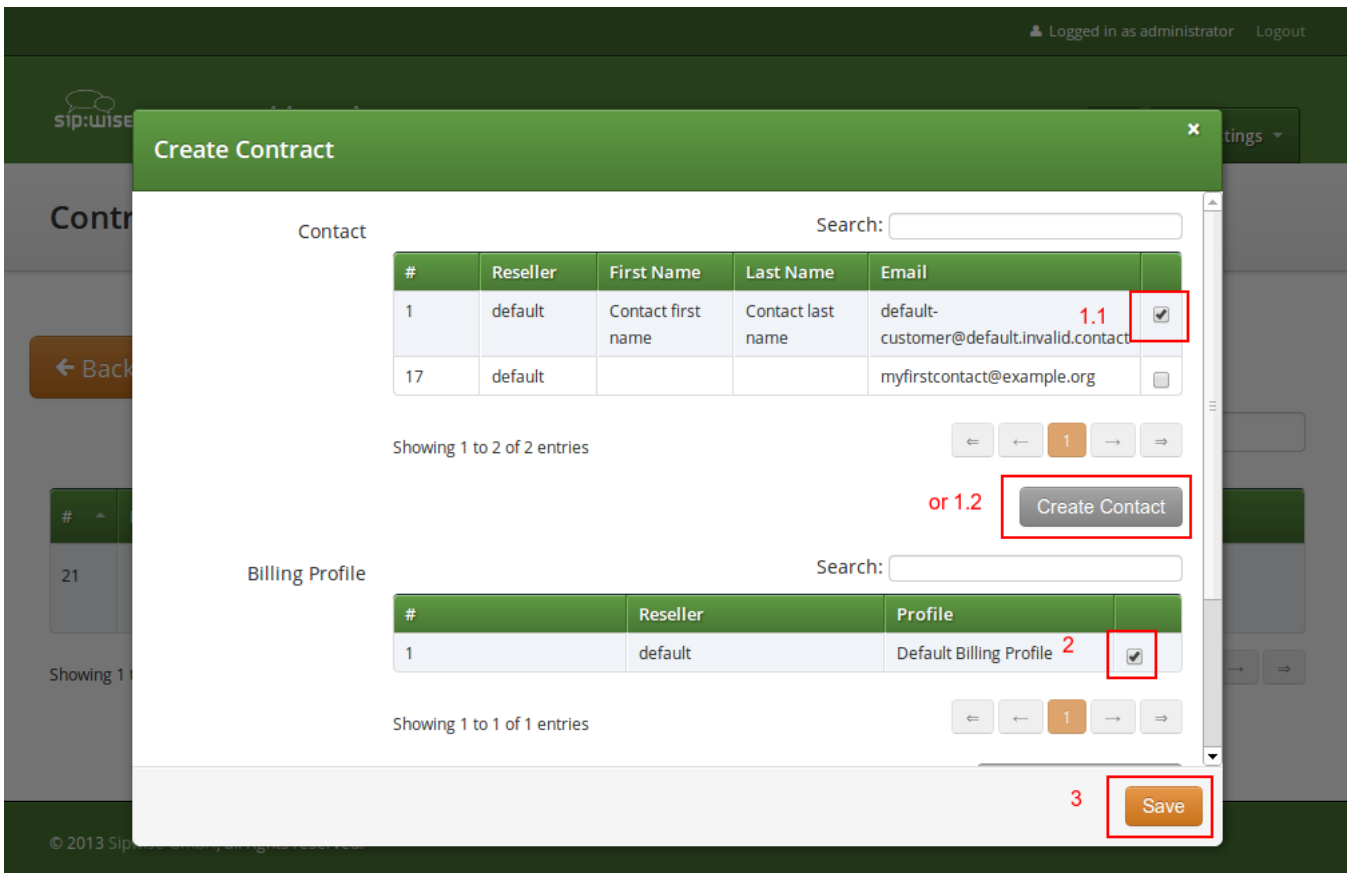 Logged in as administrator Logout
sip:wise
tings
Create Contract
×
Contr
Contact
Search:
# Reseller First Name Last Name Email
1 default Contact first name Contact last name default-customer@default.invalid.contact
1.1
17 default myfirstcontact@example.org
← Back
Showing 1 to 2 of 2 entries
⇐ ← 1 → ⇒
or 1.2
Create Contact
#
21
Billing Profile
Search:
# Reseller Profile
1 default Default Billing Profile
2
Showing 1
→ ⇒
Showing 1 to 1 of 1 entries
⇐ ← 1 → ⇒
3
Save
© 2013 Sip